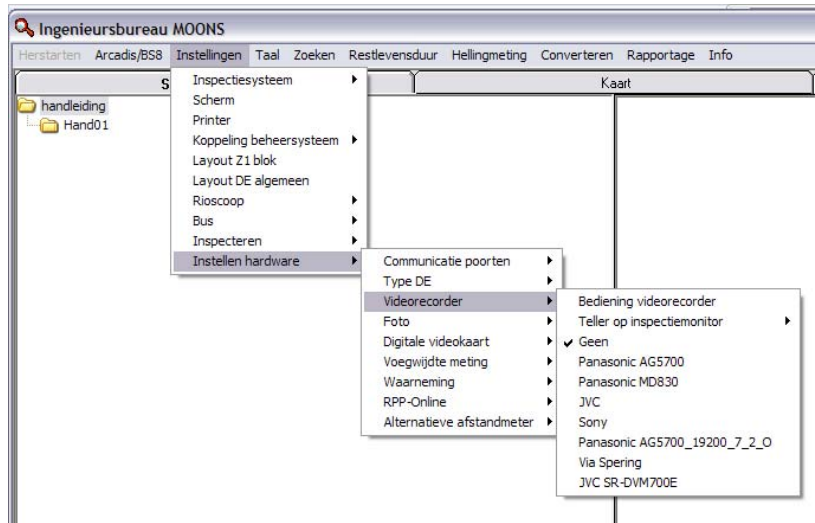 Ingenieursbureau MOONS
Herstarten Arcadis/BS8 Instellingen Taal Zoeken Restlevensduur Hellingmeting Converteren Rapportage Info
S
Kaart
handleiding
Hand01
Inspectiesysteem
Scherm
Printer
Koppeling beheersysteem
Layout Z1 blok
Layout DE algemeen
Rioscoop
Bus
Inspecteren
Instellen hardware
Communicatie poorten
Type DE
Videorecorder
Foto
Digitale videokaart
Voegwijdte meting
Waarneming
RPP-Online
Alternatieve afstandmeter
Bediening videorecorder
Teller op inspectiemonitor
Geen
Panasonic AG5700
Panasonic MD830
JVC
Sony
Panasonic AG5700_19200_7_2_O
Via Spering
JVC SR-DVM700E